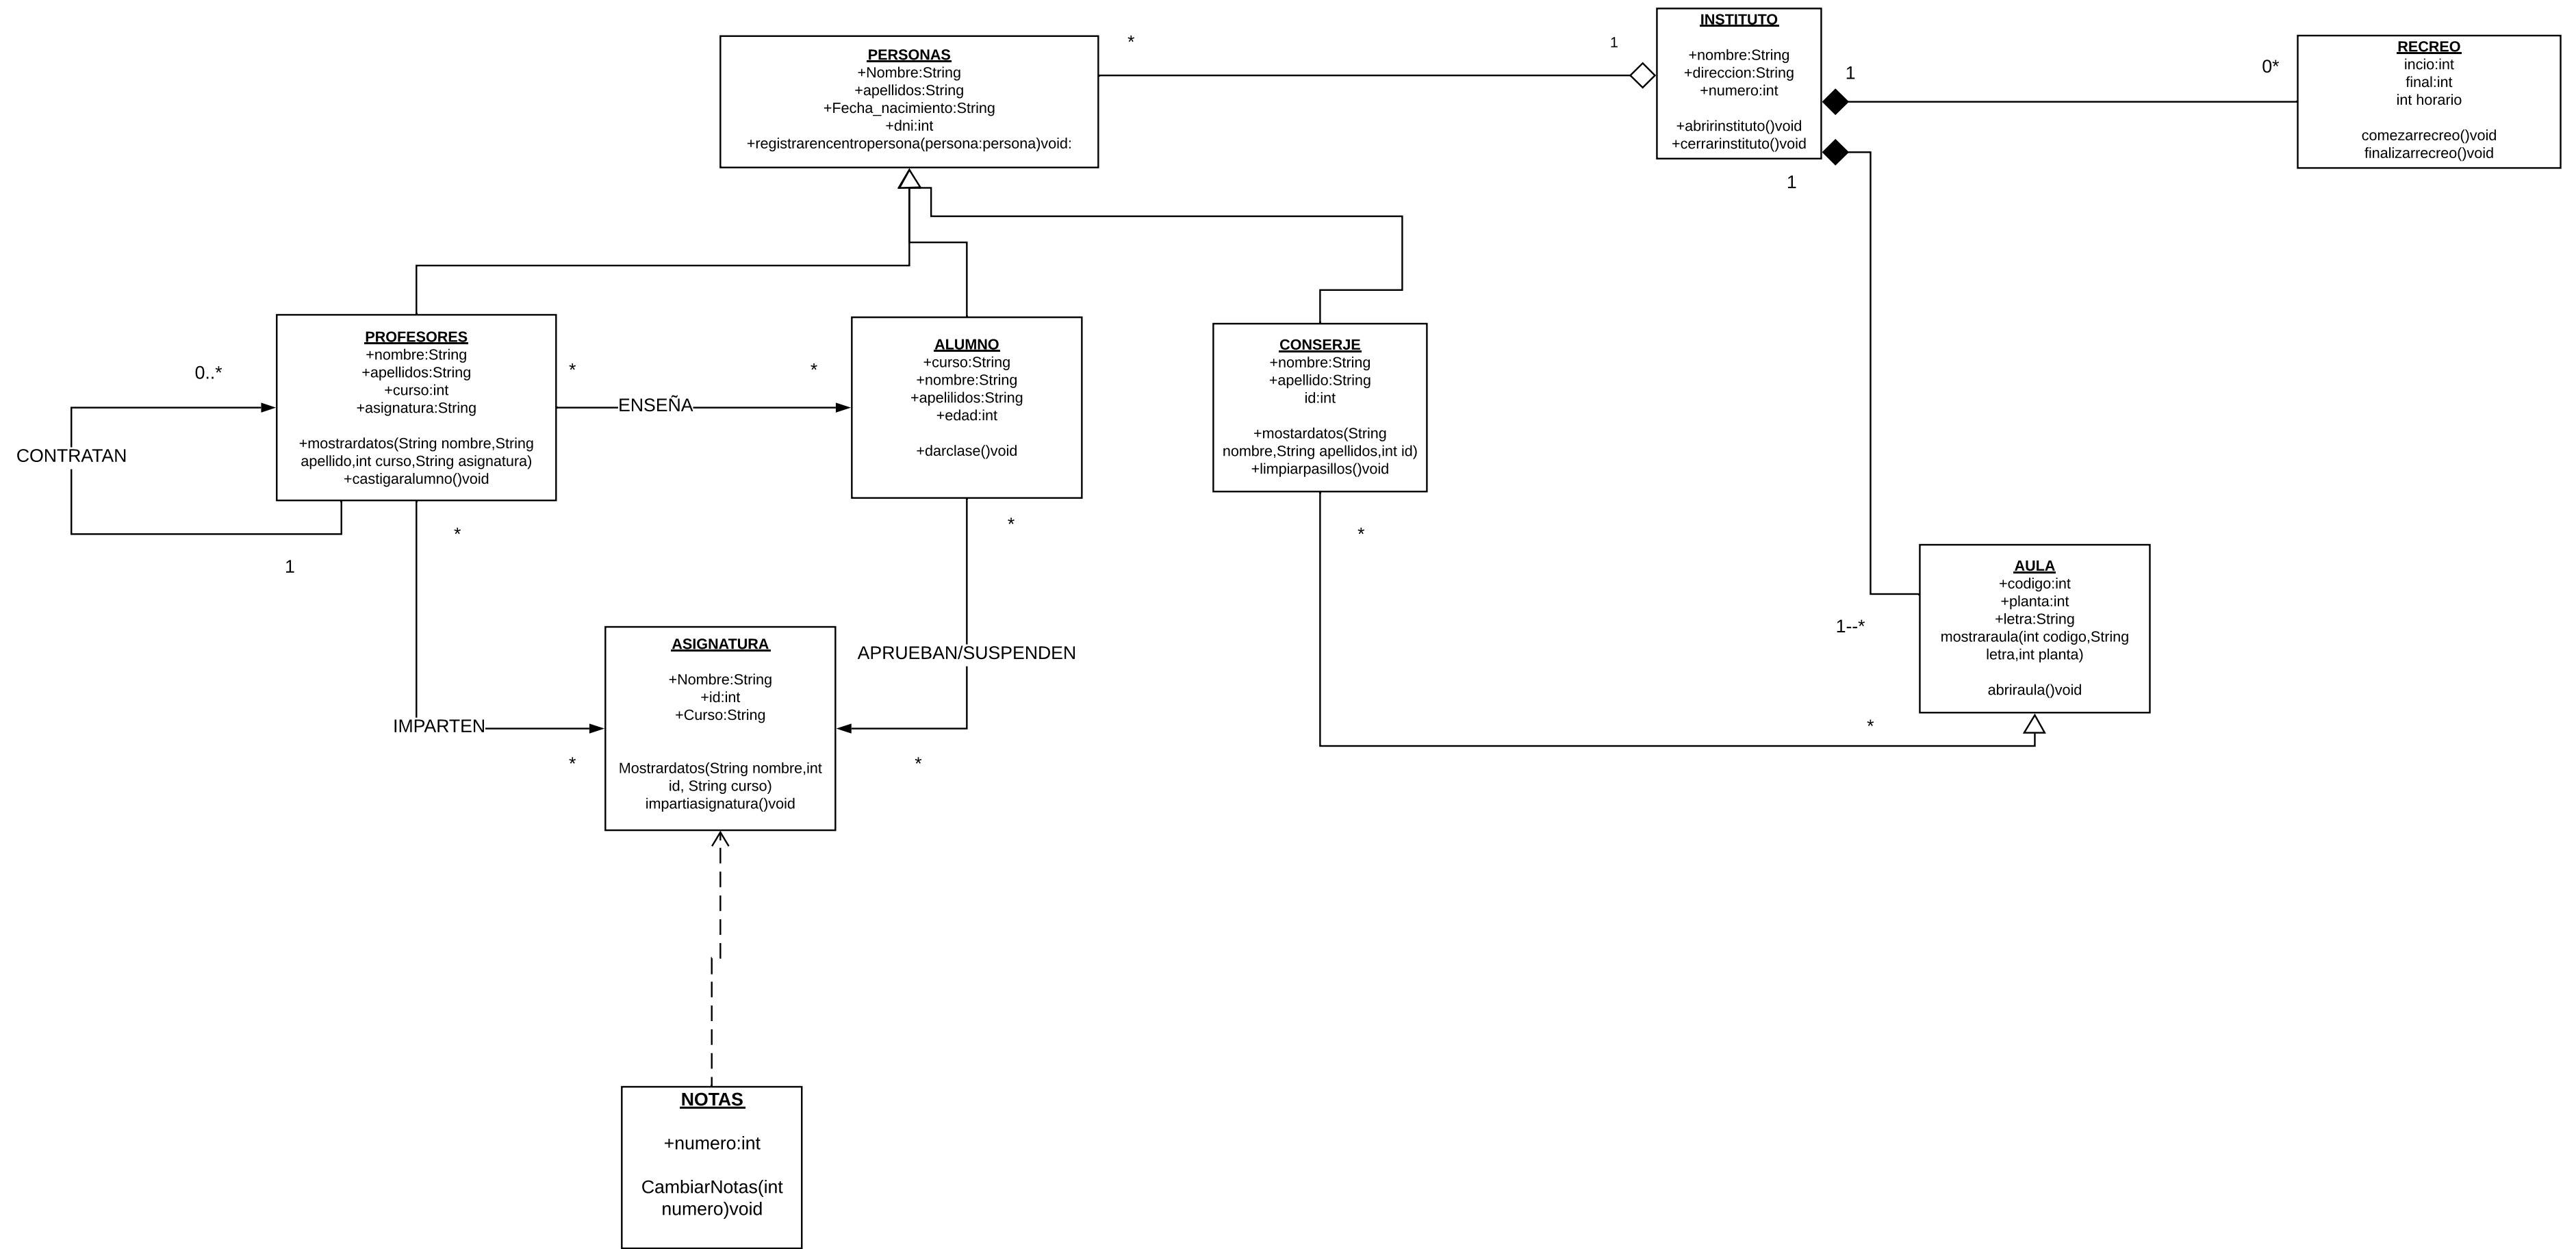 PERSONAS
+Nombre:String
+apellidos:String
+Fecha_nacimiento:String
+dni:int
+registrarencentropersona(persona:persona)void:
*
1
INSTITUTO
+nombre:String
+direccion:String
+numero:int
+abririnstituto()void
+cerrarinstituto()void
1
0*
1
RECREO
incio:int
final:int
int horario
comezarrecreo()void
finalizarrecreo()void
PROFESORES
+nombre:String
+apellidos:String
+curso:int
+asignatura:String
+mostrardatos(String nombre,String
apellido,int curso,String asignatura)
+castigaralumno()void
0..*
CONTRATAN
1
*
ENSEÑA
*
ALUMNO
+curso:String
+nombre:String
+apelilidos:String
+edad:int
+darclase()void
CONSERJE
+nombre:String
+apellido:String
id:int
+mostardatos(String
nombre,String apellidos,int id)
+limpiarpasillos()void
*
*
*
AULA
+codigo:int
+planta:int
+letra:String
mostraraula(int codigo,String
letra,int planta)
abriraula()void
1--*
*
ASIGNATURA
+Nombre:String
+id:int
+Curso:String
Mostrardatos(String nombre,int
id, String curso)
impartiasignatura()void
APRUEBAN/SUSPENDEN
IMPARTEN
*
*
NOTAS
+numero:int
CambiarNotas(int
numero)void